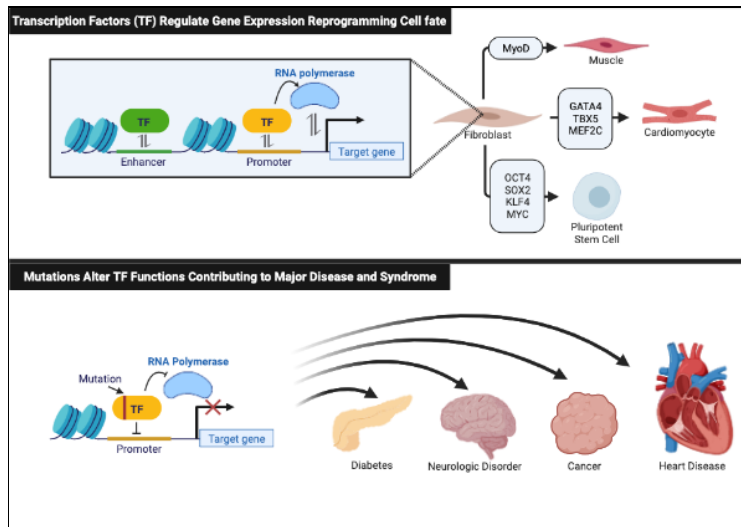 Transcription Factors (TF) Regulate Gene Expression Reprogramming Cell fate
RNA polymerase
TF
TF
Enhancer
Promoter
Target gene
Fibroblast
MyoD
Muscle
GATA4
TBX5
MEF2C
Cardiomyocyte
OCT4
SOX2
KLF4
MYC
Pluripotent
Stem Cell
Mutations Alter TF Functions Contributing to Major Disease and Syndrome
RNA Polymerase
Mutation
TF
Promoter
Target gene
Diabetes
Neurologic Disorder
Cancer
Heart Disease